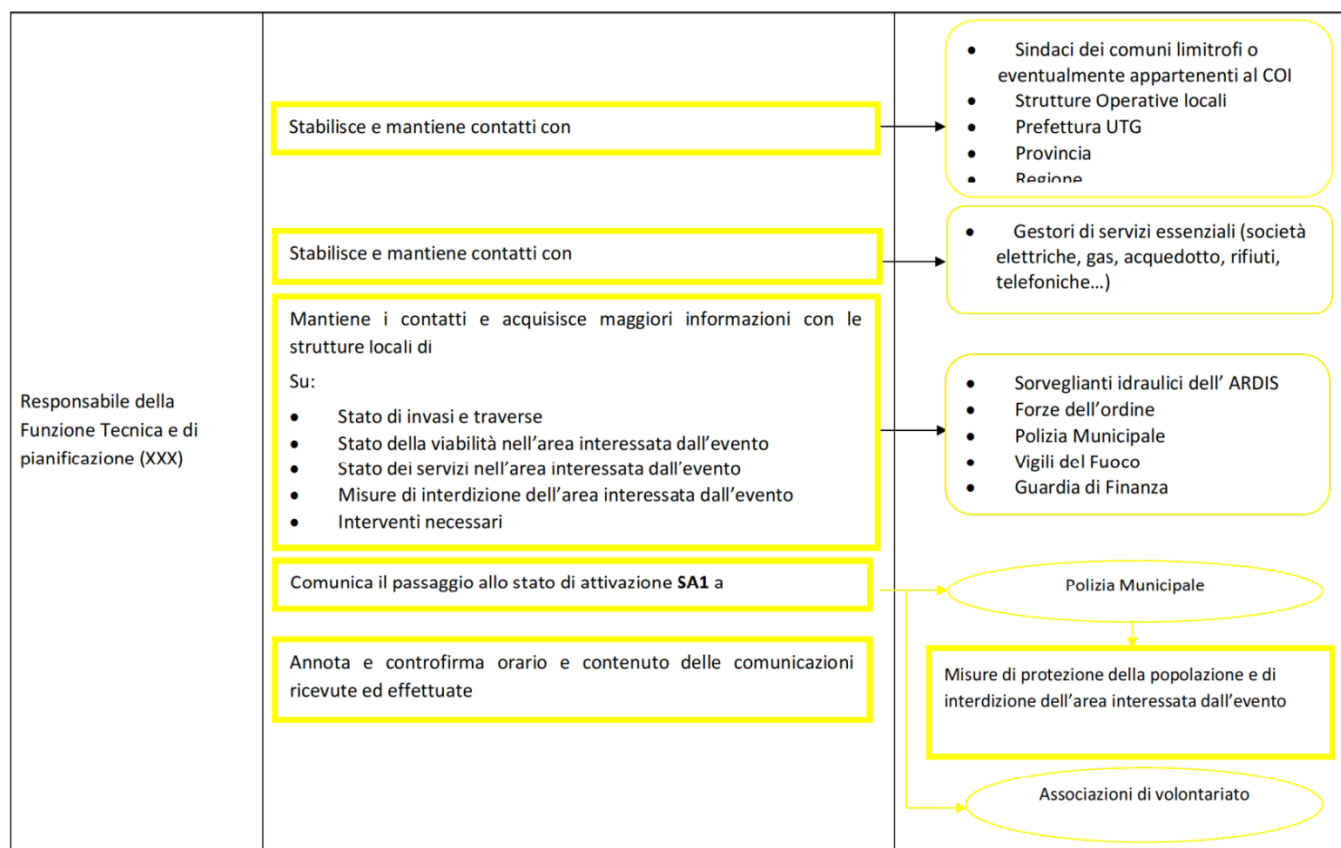 Responsabile della
Funzione Tecnica e di
pianificazione (XXX)
Stabilisce e mantiene contatti con
• Sindaci dei comuni limitrofi o
eventualmente appartenenti al COI
• Strutture Operative locali
• Prefettura UTG
• Provincia
• Regione
Stabilisce e mantiene contatti con
• Gestori di servizi essenziali (società
elettriche, gas, acquedotto, rifiuti,
telefoniche…)
Mantiene i contatti e acquisisce maggiori informazioni con le
strutture locali di
Su:
• Stato di invasi e traverse
• Stato della viabilità nell’area interessata dall’evento
• Stato dei servizi nell’area interessata dall’evento
• Misure di interdizione dell’area interessata dall’evento
• Interventi necessari
• Sorveglianti idraulici dell’ ARDIS
• Forze dell’ordine
• Polizia Municipale
• Vigili del Fuoco
• Guardia di Finanza
Comunica il passaggio allo stato di attivazione SA1 a
Polizia Municipale
Annota e controfirma orario e contenuto delle comunicazioni
ricevute ed effettuate
Misure di protezione della popolazione e di
interdizione dell’area interessata dall’evento
Associazioni di volontariato